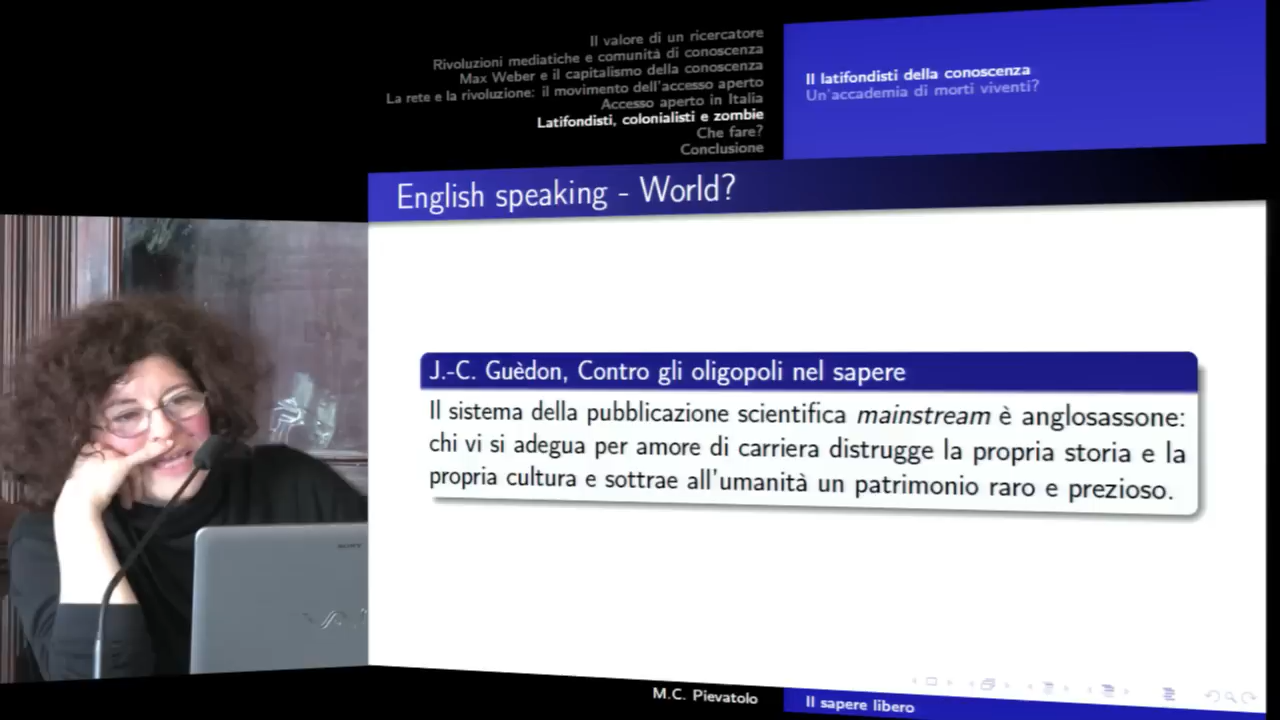 Il valore di un ricercatore
Rivoluzioni mediatiche e comunità di conoscenza
Max Weber e il capitalismo della conoscenza
La rete e la rivoluzione: il movimento dell'accesso aperto
Accesso aperto in Italia
Latifondisti, colonialisti e zombie
Che fare?
Conclusione
Il latifondisti della conoscenza
Un'accademia di morti viventi?
English speaking - World?
J.-C. Guèdon, Contro gli oligopoli nel sapere
Il sistema della pubblicazione scientifica mainstream è anglosassone:
chi vi si adegua per amore di carriera distrugge la propria storia e la
propria cultura e sottrae all'umanità un patrimonio raro e prezioso.
SONY
VAIO
M.C. Pievatolo
Il sapere libero